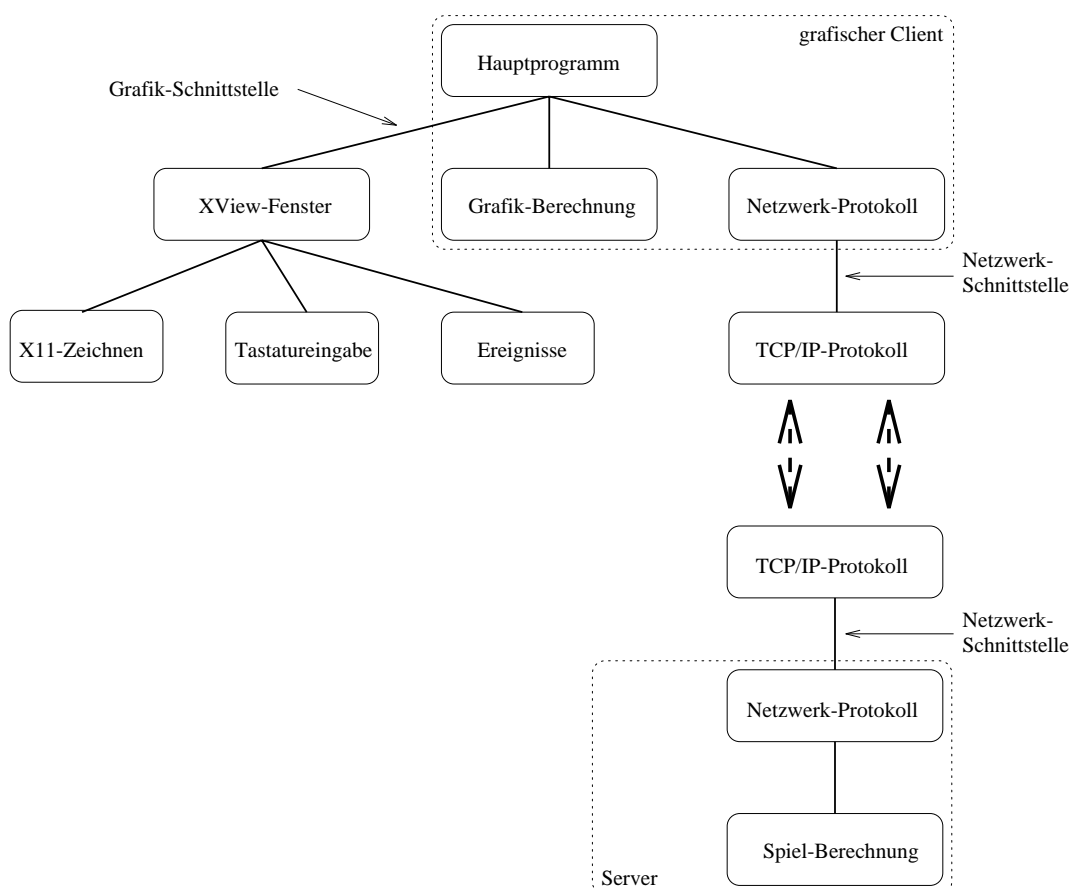 grafischer Client
Hauptprogramm
Grafik-Schnittstelle
XView-Fenster
Grafik-Berechnung
Netzwerk-Protokoll
Netzwerk-
Schnittstelle
X11-Zeichnen
Tastatureingabe
Ereignisse
TCP/IP-Protokoll
TCP/IP-Protokoll
Netzwerk-
Schnittstelle
Netzwerk-Protokoll
Spiel-Berechnung
Server